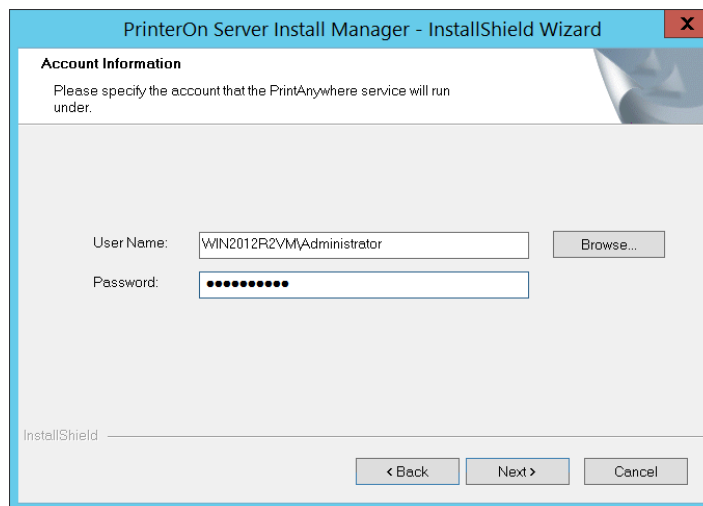 PrinterOn Server Install Manager - InstallShield Wizard
X
Account Information
Please specify the account that the PrintAnywhere service will run
under.
User Name: WIN2012R2VM\Administrator Browse...
Password: ●●●●●●●●●●
InstallShield
< Back Next > Cancel